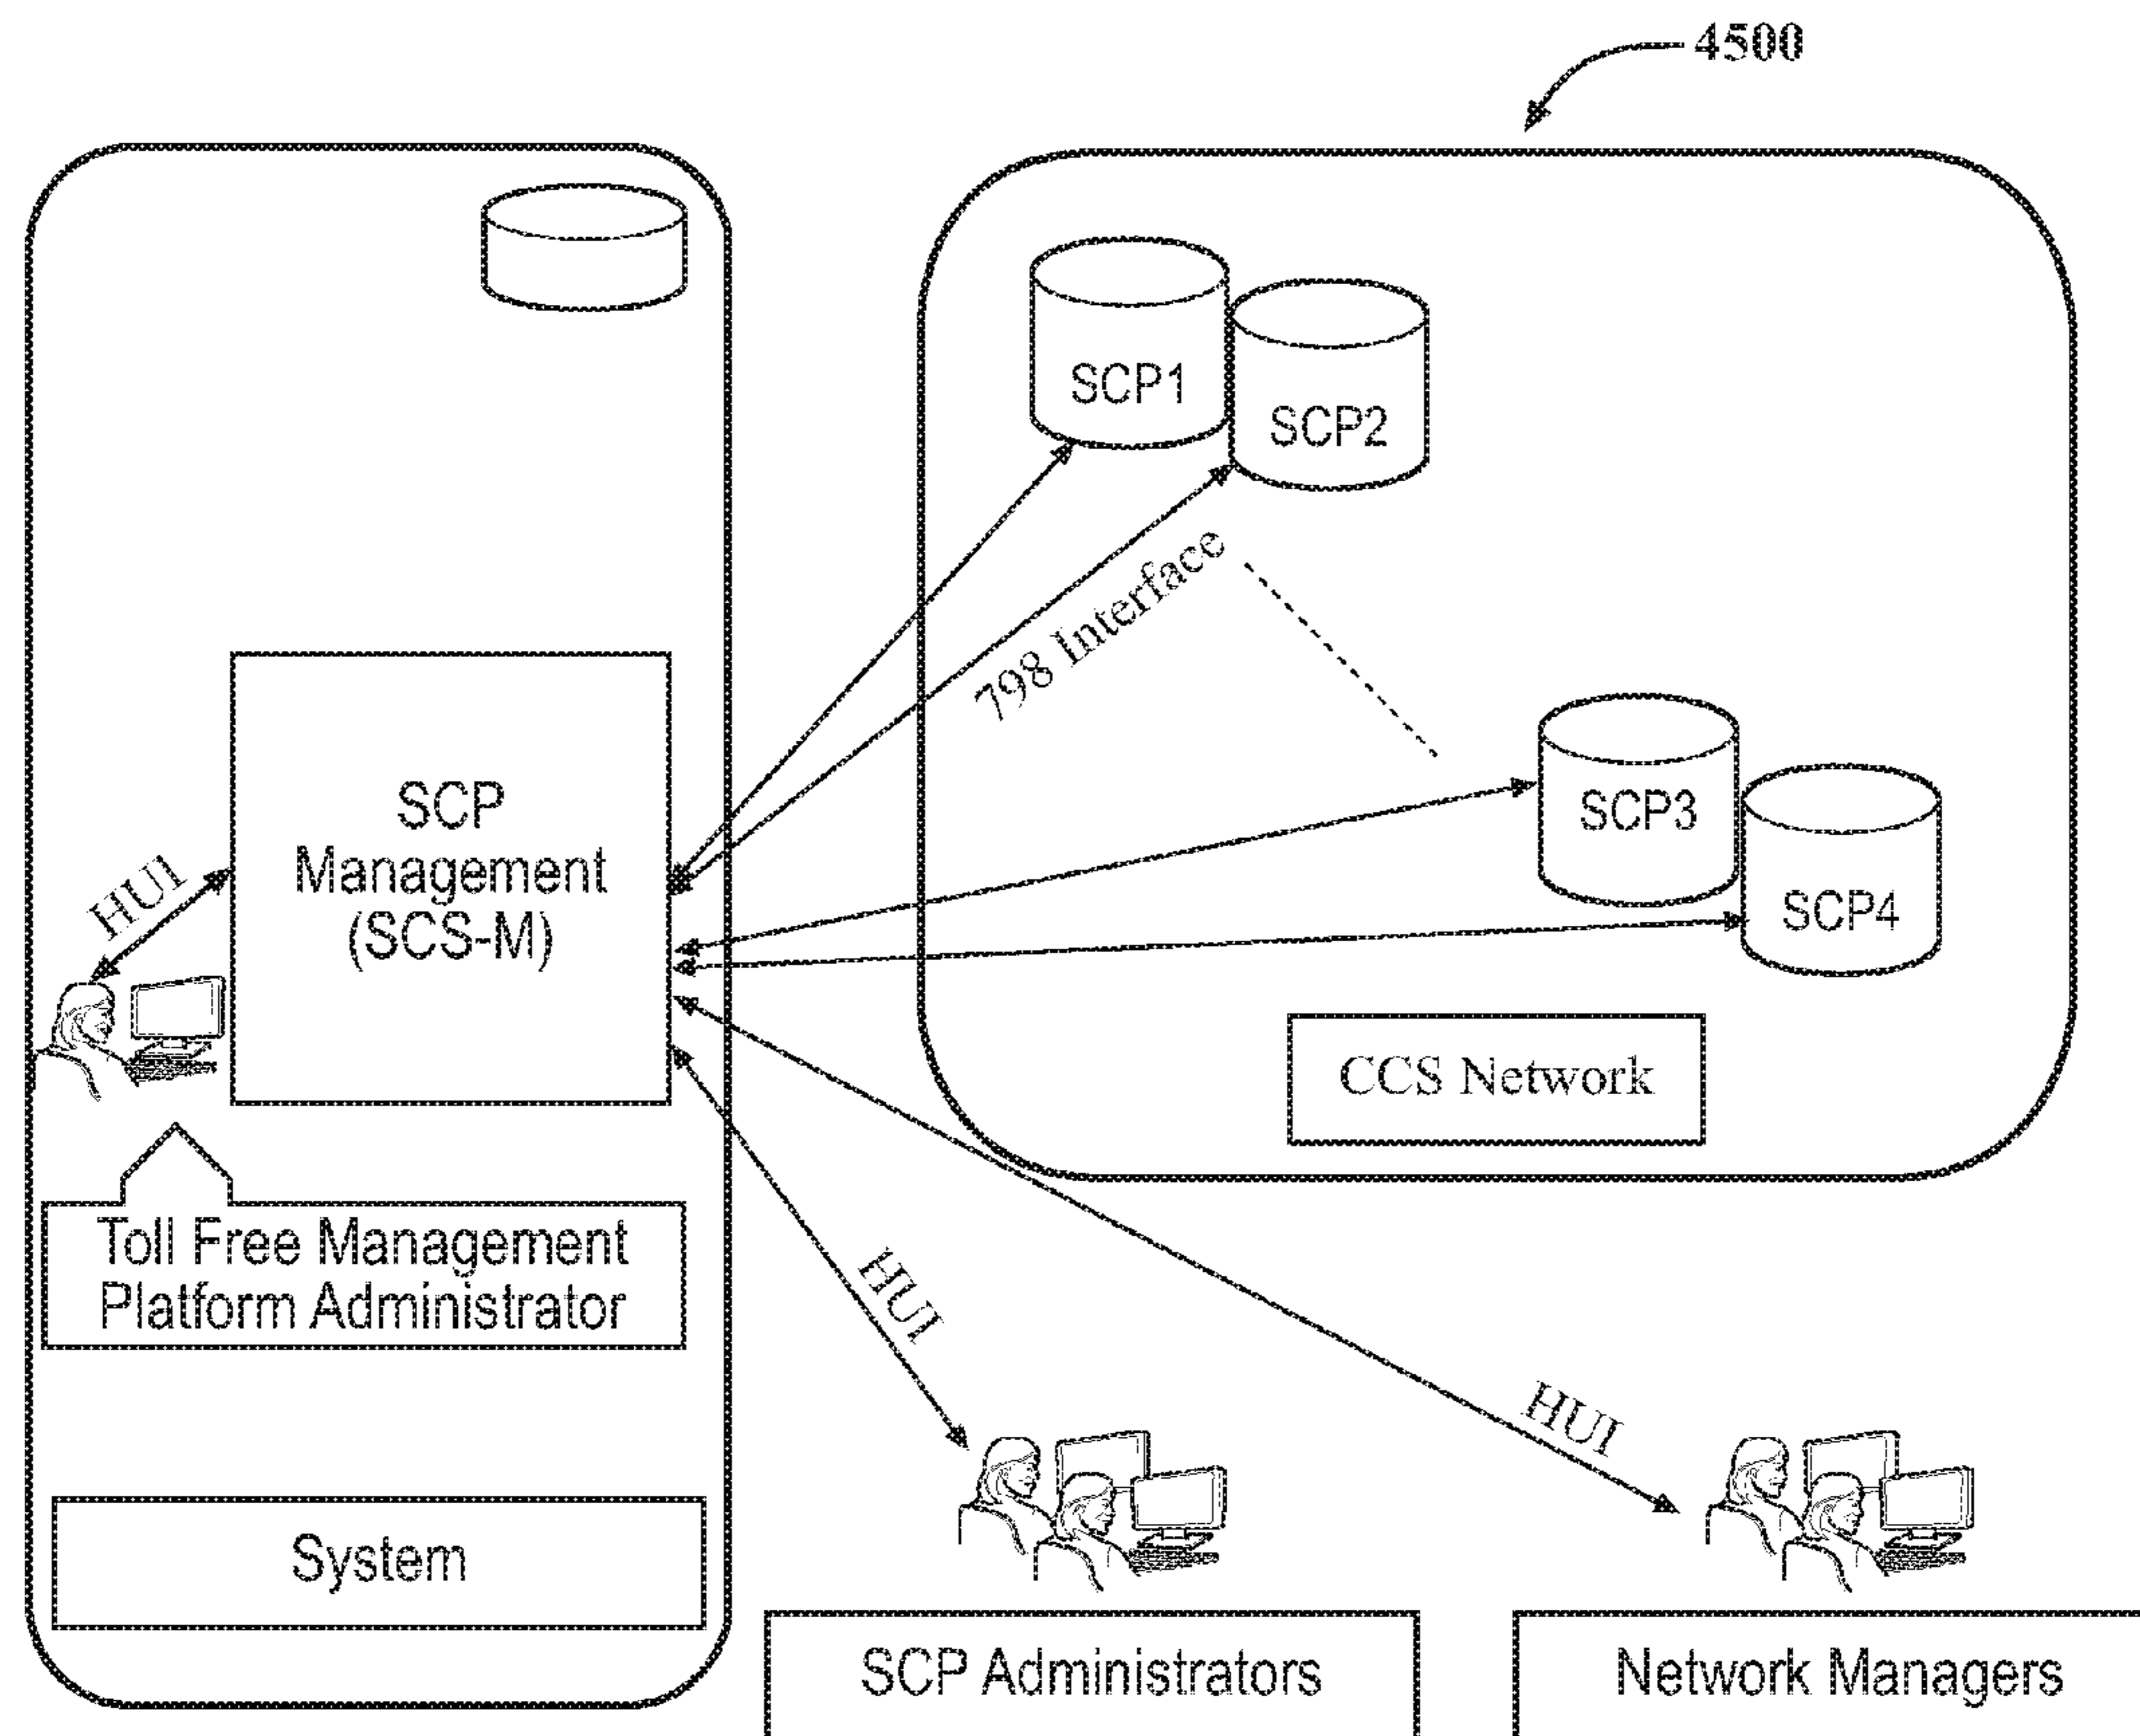 4500
SCP1
SCP2
798 Interface
SCP
Management
(SCS-M)
HUI
SCP3
SCP4
CCS Network
Toll Free Management
Platform Administrator
HUI
HUI
System
SCP Administrators
Network Managers